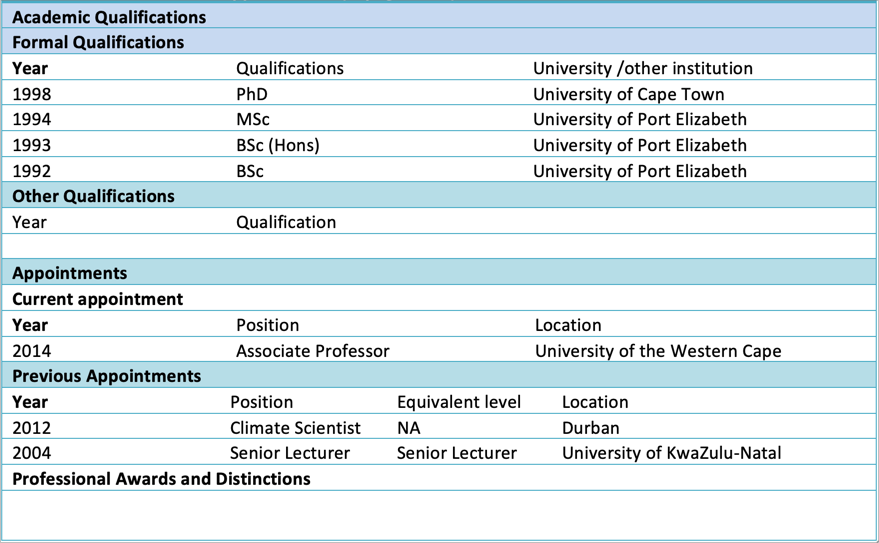 Academic Qualifications
Formal Qualifications
Year Qualifications University /other institution
1998 PhD University of Cape Town
1994 MSc University of Port Elizabeth
1993 BSc (Hons) University of Port Elizabeth
1992 BSc University of Port Elizabeth
Other Qualifications
Year Qualification
Appointments
Current appointment
Year Position Location
2014 Associate Professor University of the Western Cape
Previous Appointments
Year Position Equivalent level Location
2012 Climate Scientist NA Durban
2004 Senior Lecturer Senior Lecturer University of KwaZulu-Natal
Professional Awards and Distinctions